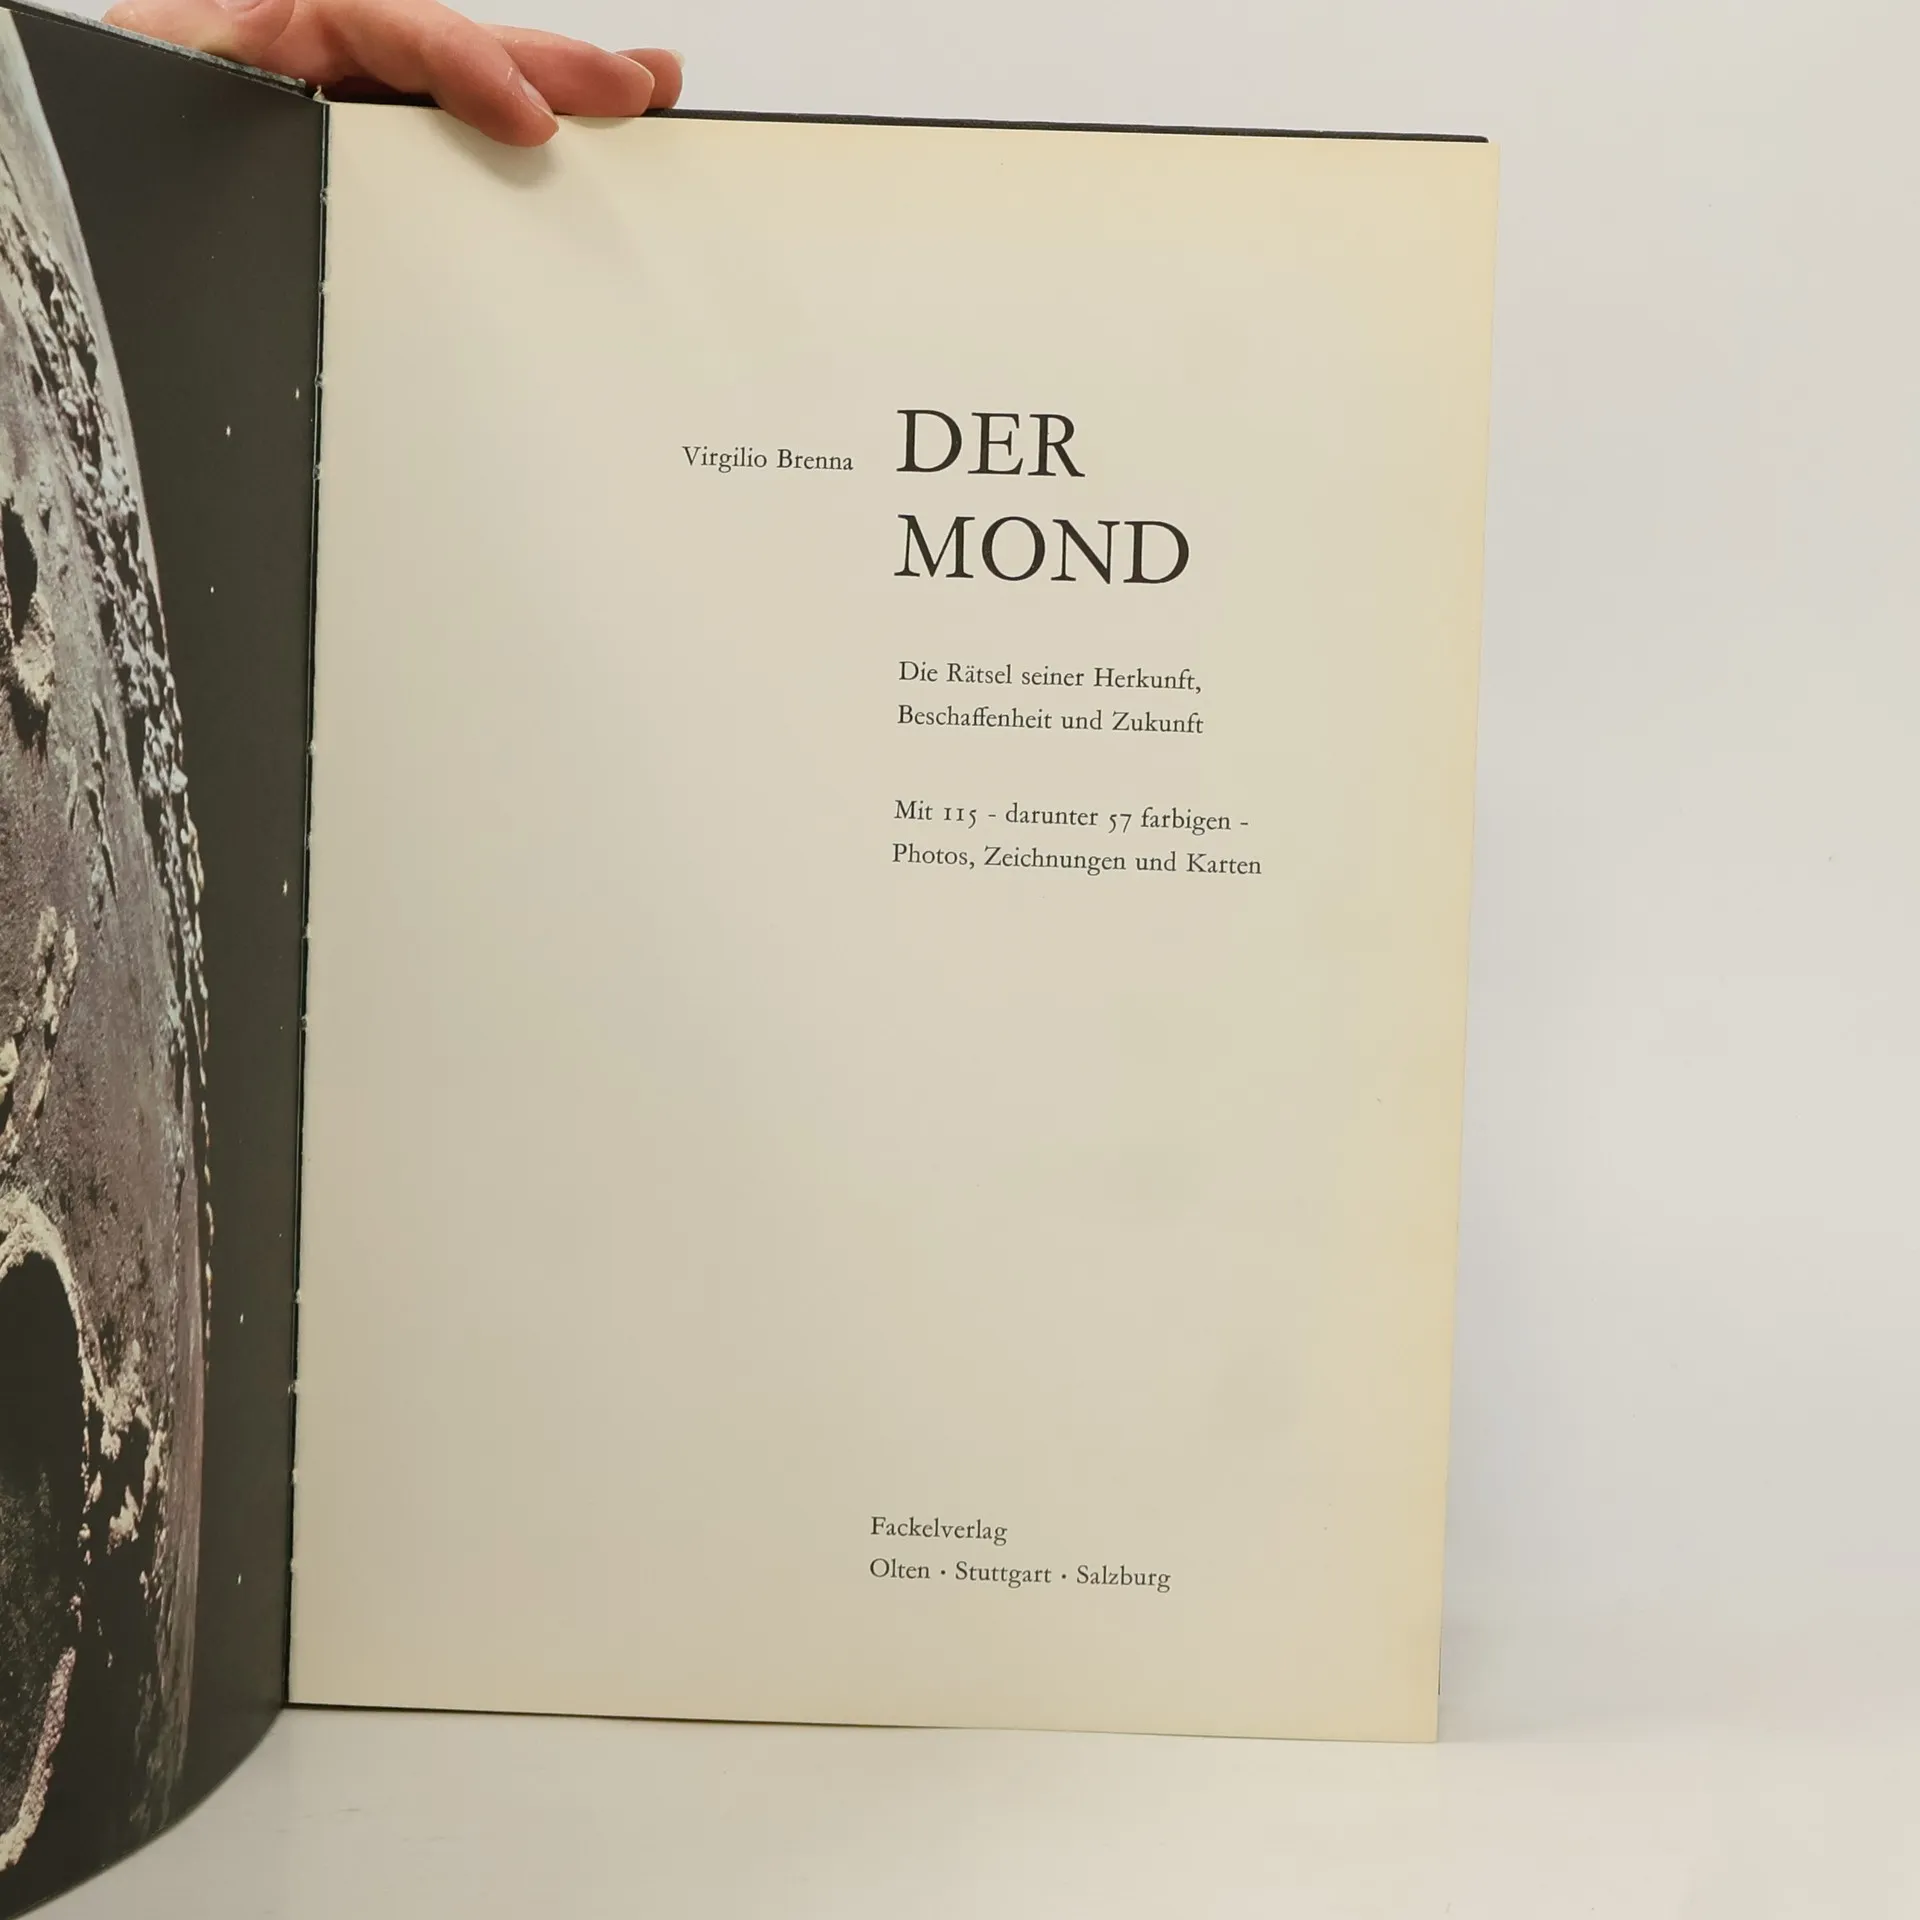 Virgilio Brenna
DER
MOND
Die Rätsel seiner Herkunft,
Beschaffenheit und Zukunft
Mit 115 - darunter 57 farbigen -
Photos, Zeichnungen und Karten
Fackelverlag
Olten · Stuttgart · Salzburg